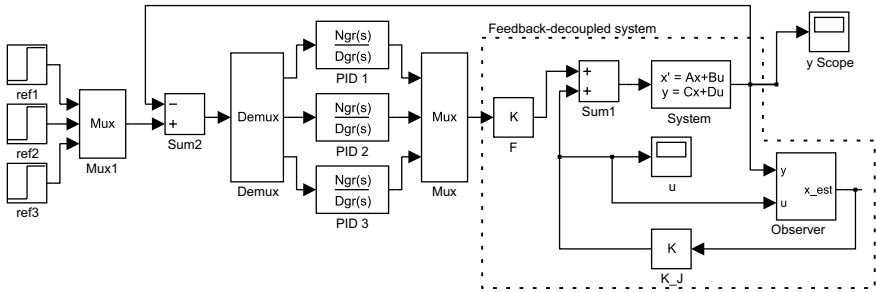 Feedback-decoupled system
ref1
ref2
ref3
Mux
Mux1
−
+
Sum2
Demux
Demux
Ngr(s)
Dgr(s)
PID 1
Ngr(s)
Dgr(s)
PID 2
Ngr(s)
Dgr(s)
PID 3
Mux
Mux
K
F
+
+
Sum1
x' = Ax+Bu
y = Cx+Du
System
y Scope
u
y
u
x_est
Observer
K
K_J